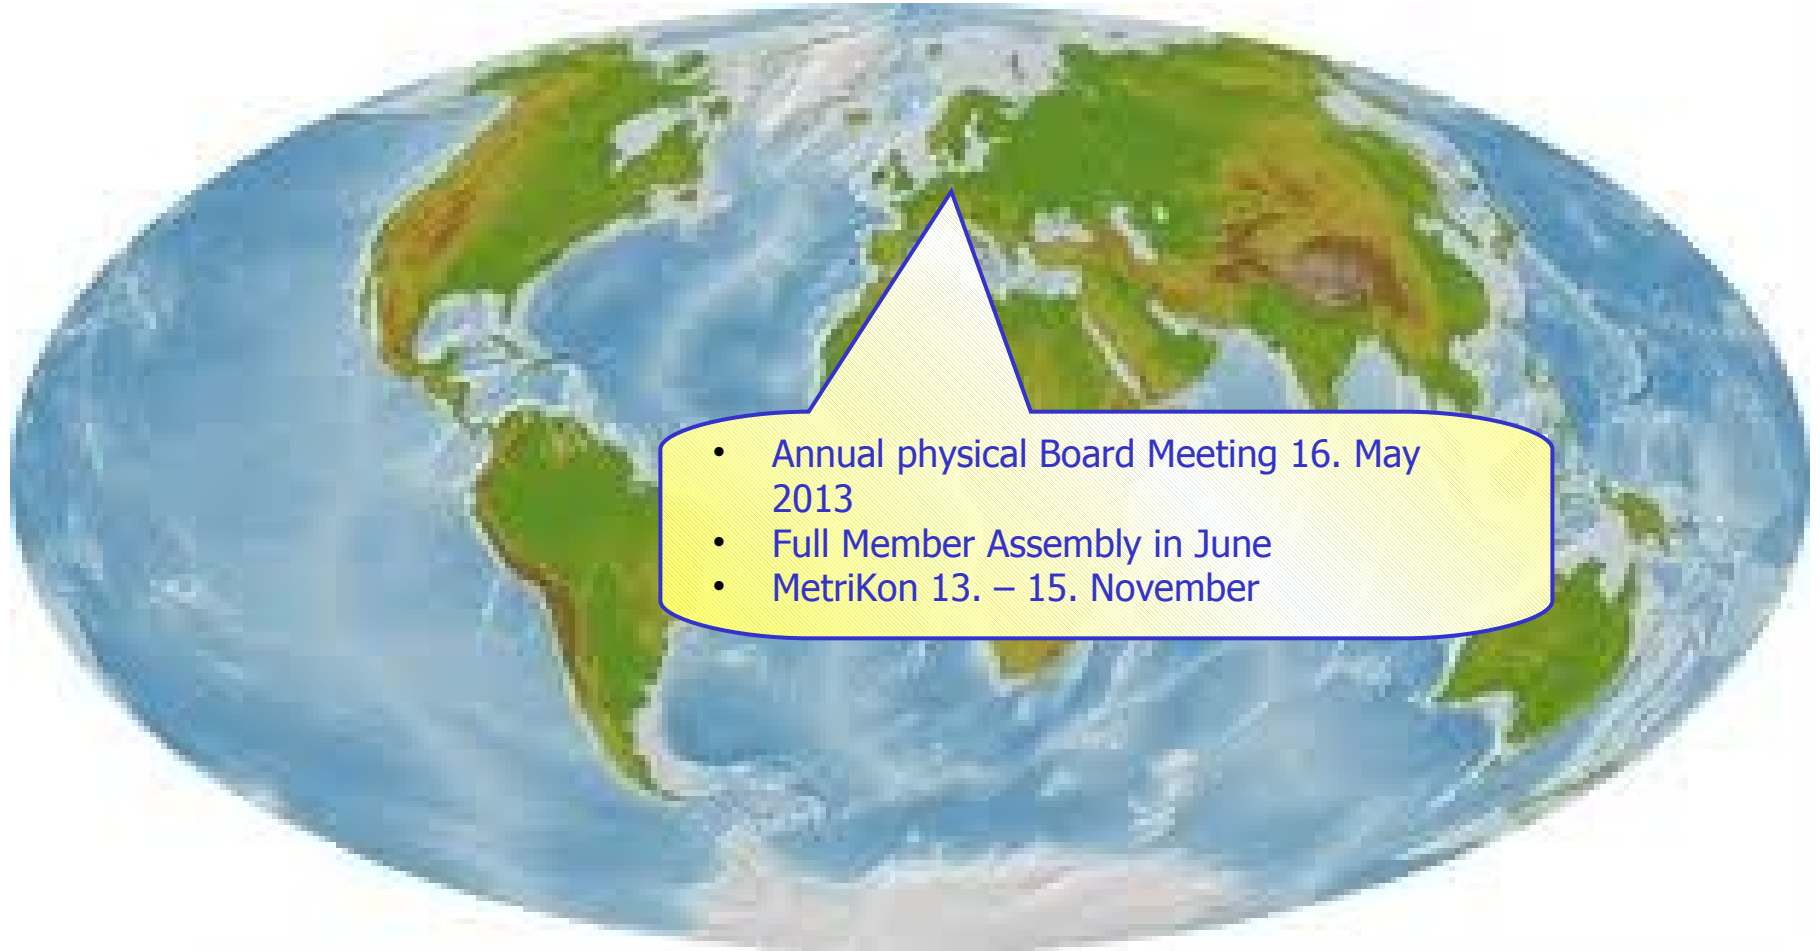 • Annual physical Board Meeting 16. May
2013
• Full Member Assembly in June
• MetriKon 13. – 15. November